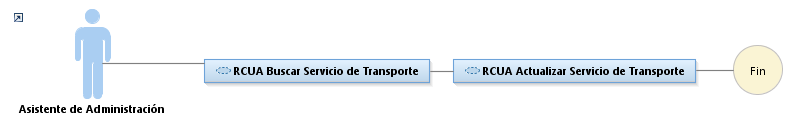 RCUA Buscar Servicio de Transporte
RCUA Actualizar Servicio de Transporte
Fin
Asistente de Administración